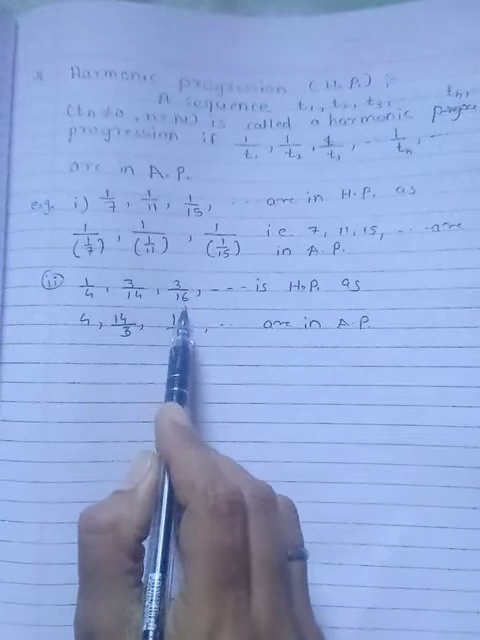 * Harmonic progression (H.P.) :
A sequence t₁, t₂, t₃, ... tₙ, ...
(tₙ ≠ 0, n ∈ N) is called a harmonic
progression if 1/t₁, 1/t₂, 1/t₁, ... 1/tₙ, ...
are in A.P.
e.g. i) 1/7, 1/11, 1/15, ... are in H.P. as
1/(1/7), 1/(1/11), 1/(1/15) i.e. 7, 11, 15, ... are
in A.P.
(ii) 1/4, 3/14, 3/16, --- is H.P. as
4, 14/3, ... are in A.P.